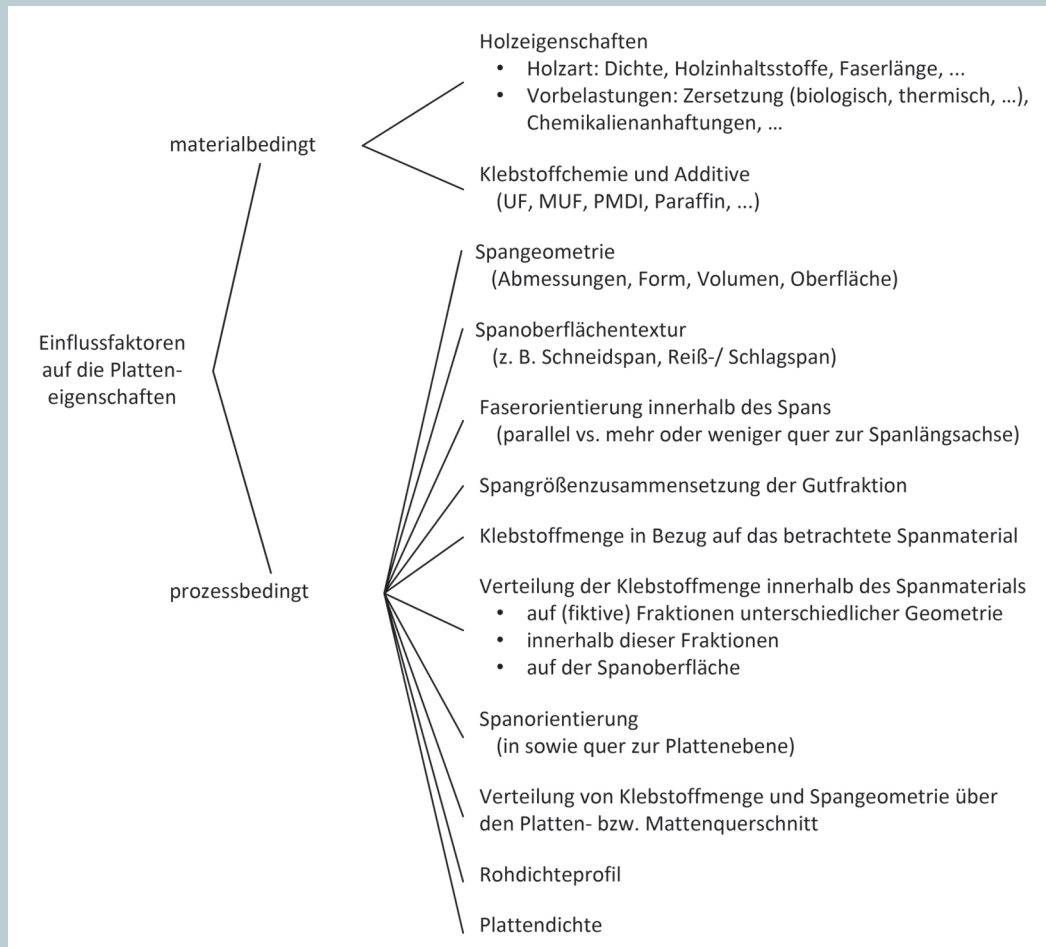 Holzeigenschaften
• Holzart: Dichte, Holzinhaltsstoffe, Faserlänge, ...
• Vorbelastungen: Zersetzung (biologisch, thermisch, ...),
Chemikalienanhaftungen, ...
materialbedingt
Klebstoffchemie und Additive
(UF, MUF, PMDI, Paraffin, ...)
Spangeometrie
(Abmessungen, Form, Volumen, Oberfläche)
Spanoberflächentextur
(z. B. Schneidspan, Reiß-/ Schlagspan)
Einflussfaktoren
auf die Platten-
eigenschaften
Faserorientierung innerhalb des Spans
(parallel vs. mehr oder weniger quer zur Spanlängsachse)
Spangrößenzusammensetzung der Gutfraktion
Klebstoffmenge in Bezug auf das betrachtete Spanmaterial
prozessbedingt
Verteilung der Klebstoffmenge innerhalb des Spanmaterials
• auf (fiktive) Fraktionen unterschiedlicher Geometrie
• innerhalb dieser Fraktionen
• auf der Spanoberfläche
Spanorientierung
(in sowie quer zur Plattenebene)
Verteilung von Klebstoffmenge und Spangeometrie über
den Platten- bzw. Mattenquerschnitt
Rohdichteprofil
Plattendichte